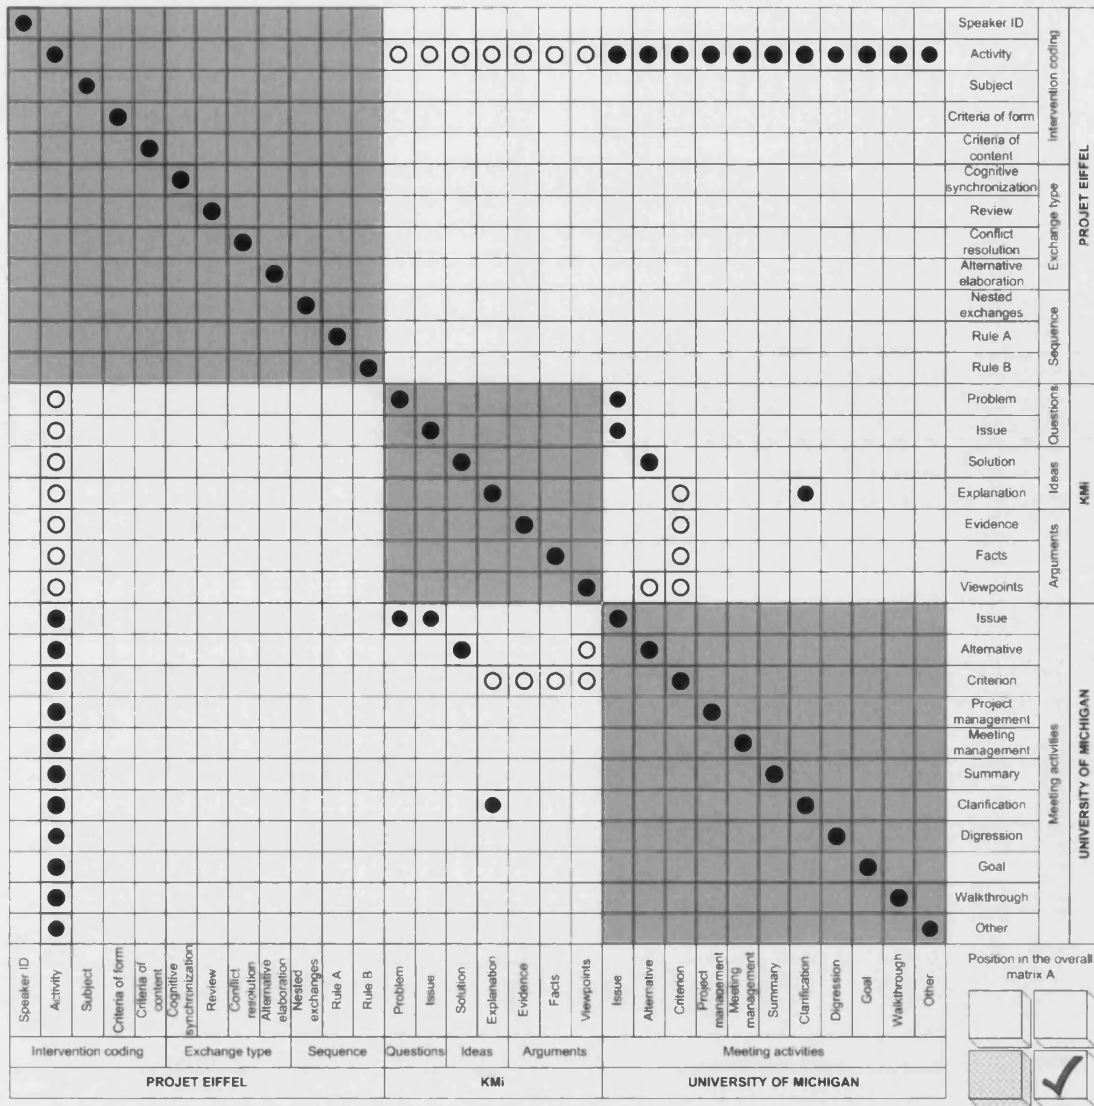 Speaker ID
Activity
Subject
Criteria of form
Criteria of
content
Cognitive
synchronization
Review
Conflict
resolution
Alternative
elaboration
Nested
exchanges
Rule A
Rule B
Problem
Issue
Solution
Explanation
Evidence
Facts
Viewpoints
Issue
Alternative
Criterion
Project
management
Meeting
management
Summary
Clarification
Digression
Goal
Walkthrough
Other
Intervention coding
Exchange type
Sequence
Questions
Ideas
Arguments
Meeting activities
PROJET EIFFEL
KMi
UNIVERSITY OF MICHIGAN
Speaker ID
Activity
Subject
Criteria of form
Criteria of
content
Cognitive
synchronization
Review
Conflict
resolution
Alternative
elaboration
Nested
exchanges
Rule A
Rule B
Problem
Issue
Solution
Explanation
Evidence
Facts
Viewpoints
Issue
Alternative
Criterion
Project
management
Meeting
management
Summary
Clarification
Digression
Goal
Walkthrough
Other
Intervention coding
Exchange type
Sequence
Questions
Ideas
Arguments
Meeting activities
PROJET EIFFEL
KMi
UNIVERSITY OF MICHIGAN
Position in the overall
matrix A